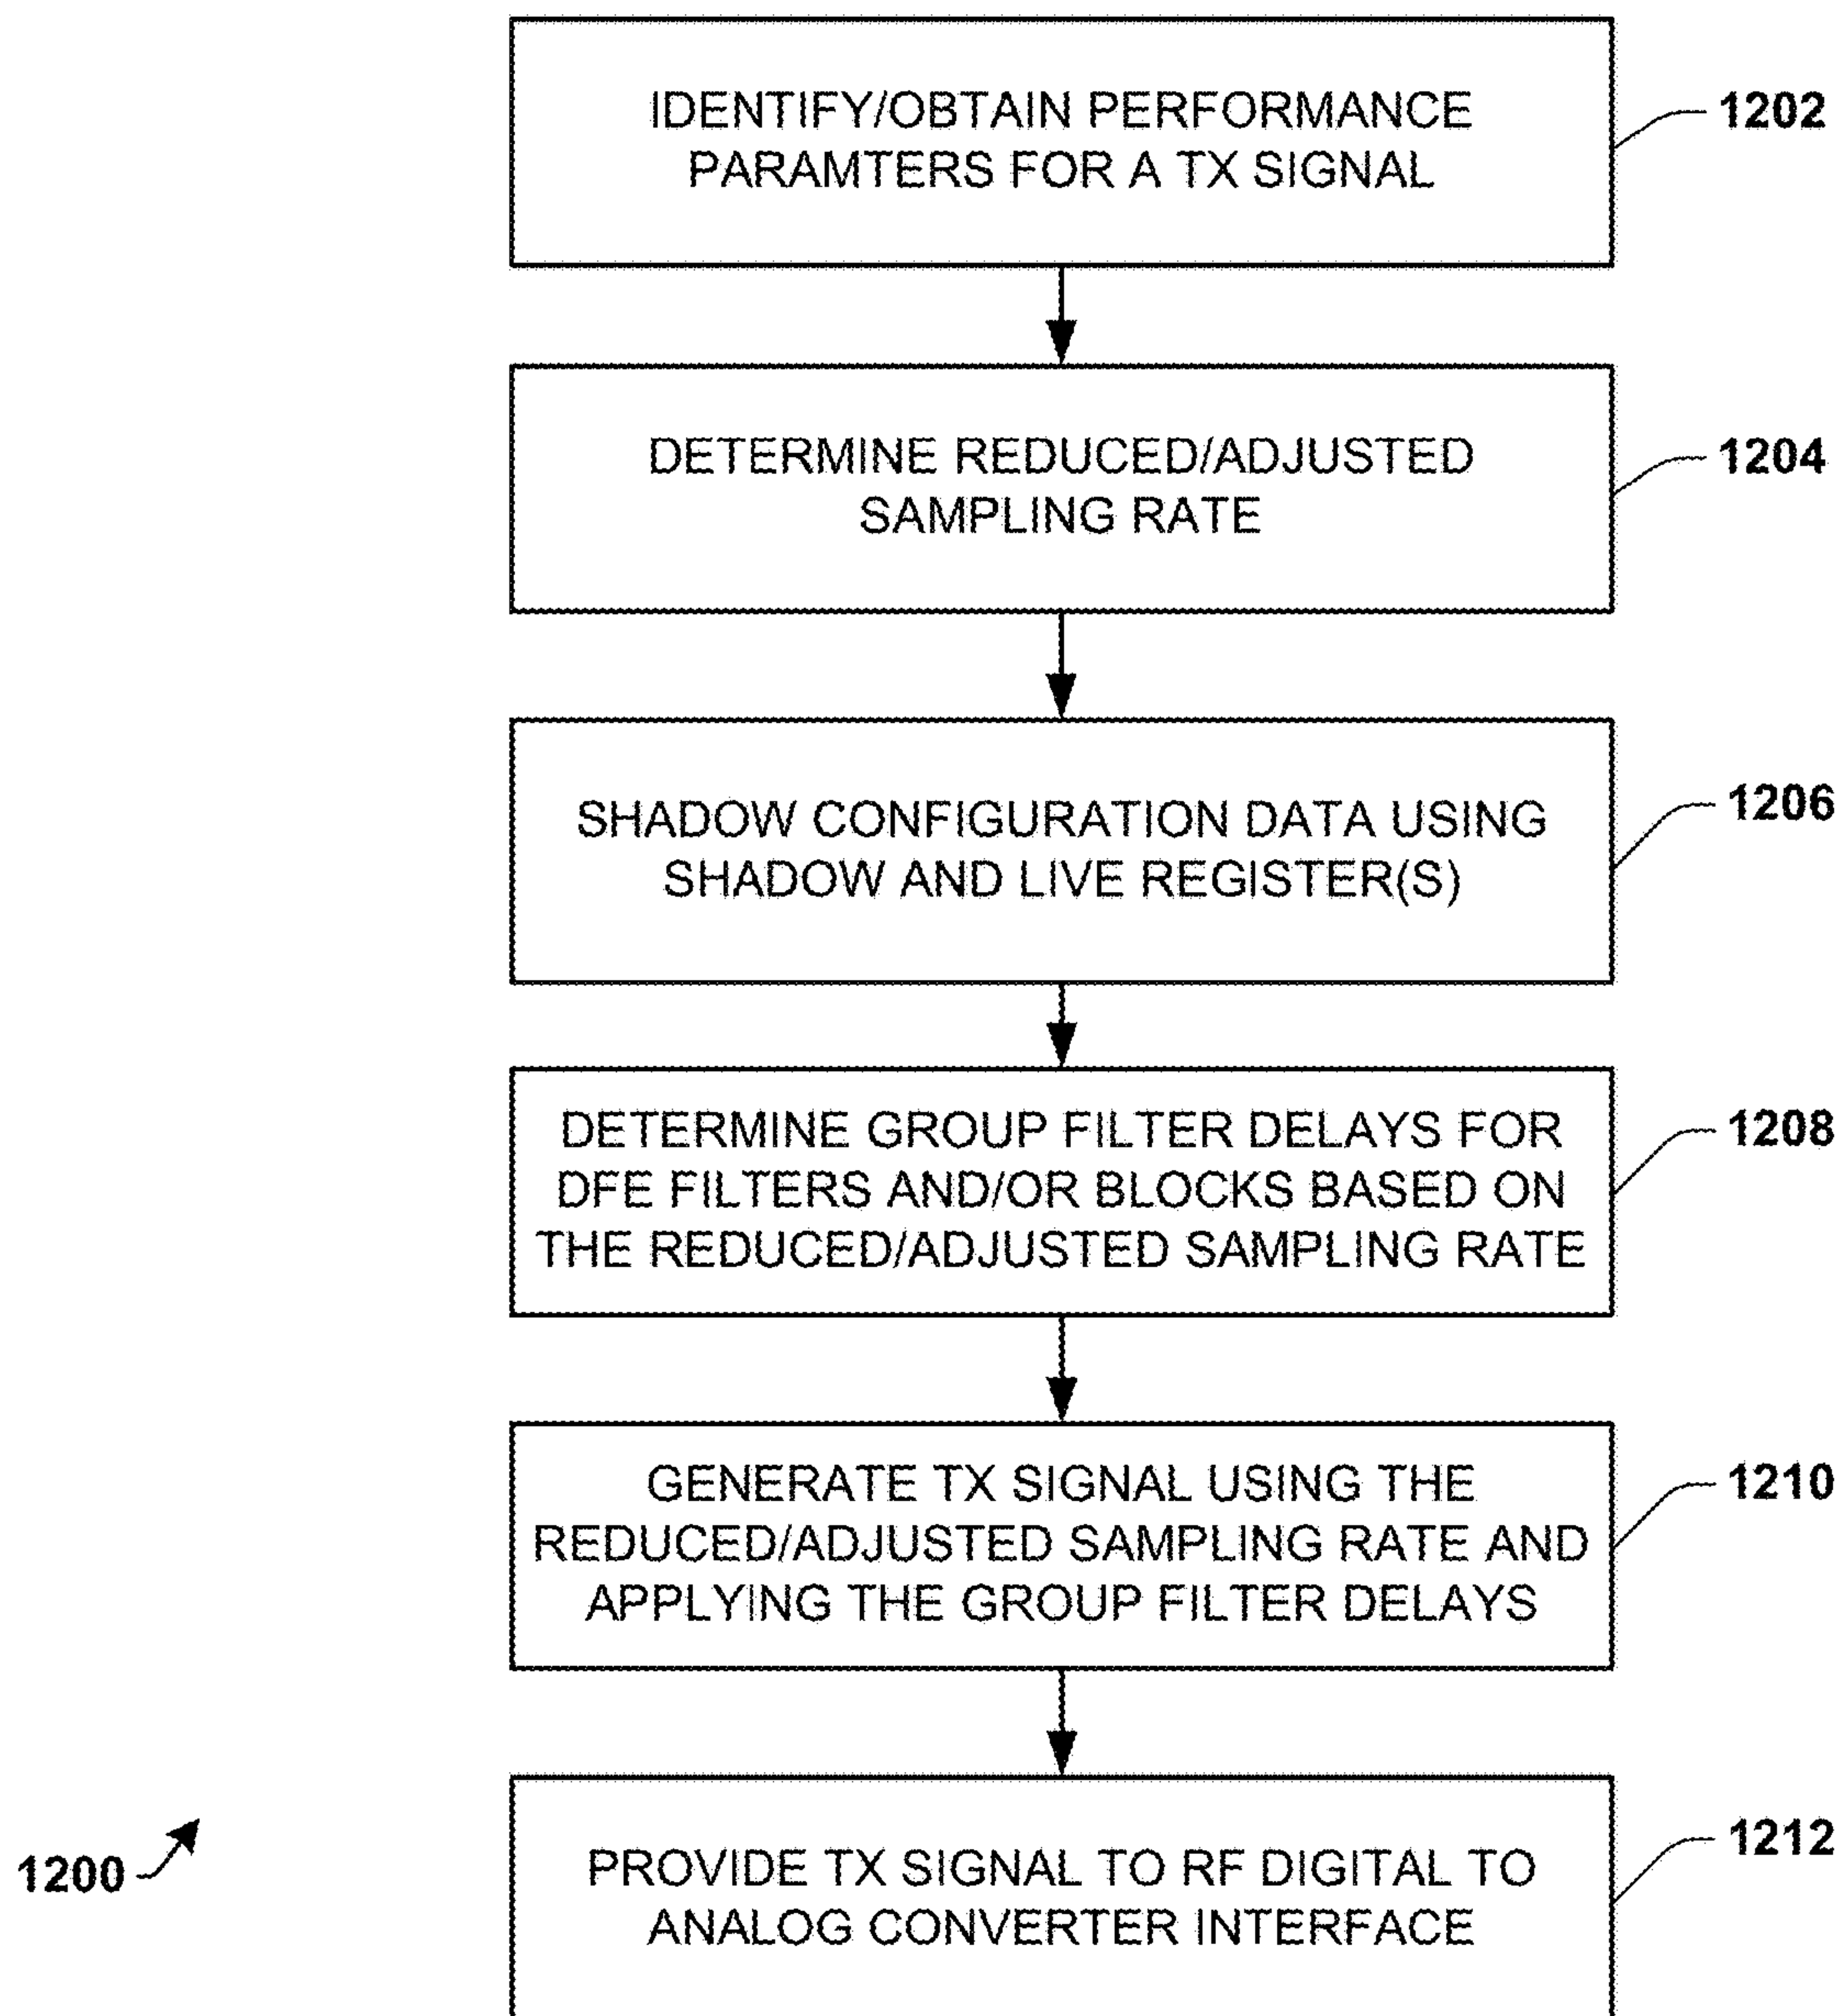 IDENTIFY/OBTAIN PERFORMANCE
PARAMTERS FOR A TX SIGNAL
1202
DETERMINE REDUCED/ADJUSTED
SAMPLING RATE
1204
SHADOW CONFIGURATION DATA USING
SHADOW AND LIVE REGISTER(S)
1206
DETERMINE GROUP FILTER DELAYS FOR
DFE FILTERS AND/OR BLOCKS BASED ON
THE REDUCED/ADJUSTED SAMPLING RATE
1208
GENERATE TX SIGNAL USING THE
REDUCED/ADJUSTED SAMPLING RATE AND
APPLYING THE GROUP FILTER DELAYS
1210
PROVIDE TX SIGNAL TO RF DIGITAL TO
ANALOG CONVERTER INTERFACE
1212
1200